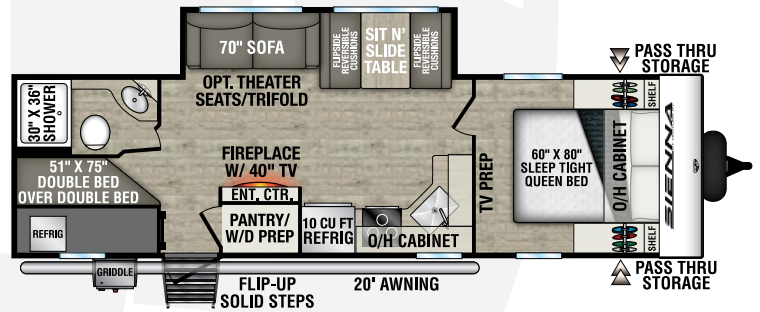 70" SOFA
FLIPSIDE
REVERSIBLE
CUSHIONS
SIT N'
SLIDE
TABLE
FLIPSIDE
REVERSIBLE
CUSHIONS
OPT. THEATER
SEATS/TRIFOLD
30" X 36"
SHOWER
PASS THRU
STORAGE
SHELF
FIREPLACE
W/ 40" TV
ENT. CTR.
51" X 75"
DOUBLE BED
OVER DOUBLE BED
TV PREP
60" X 80"
SLEEP TIGHT
QUEEN BED
O/H CABINET
SIENNA
PANTRY/
W/D PREP
10 CU FT
REFRIG
O/H CABINET
REFRIG
SHELF
GRIDDLE
FLIP-UP
SOLID STEPS
20' AWNING
PASS THRU
STORAGE